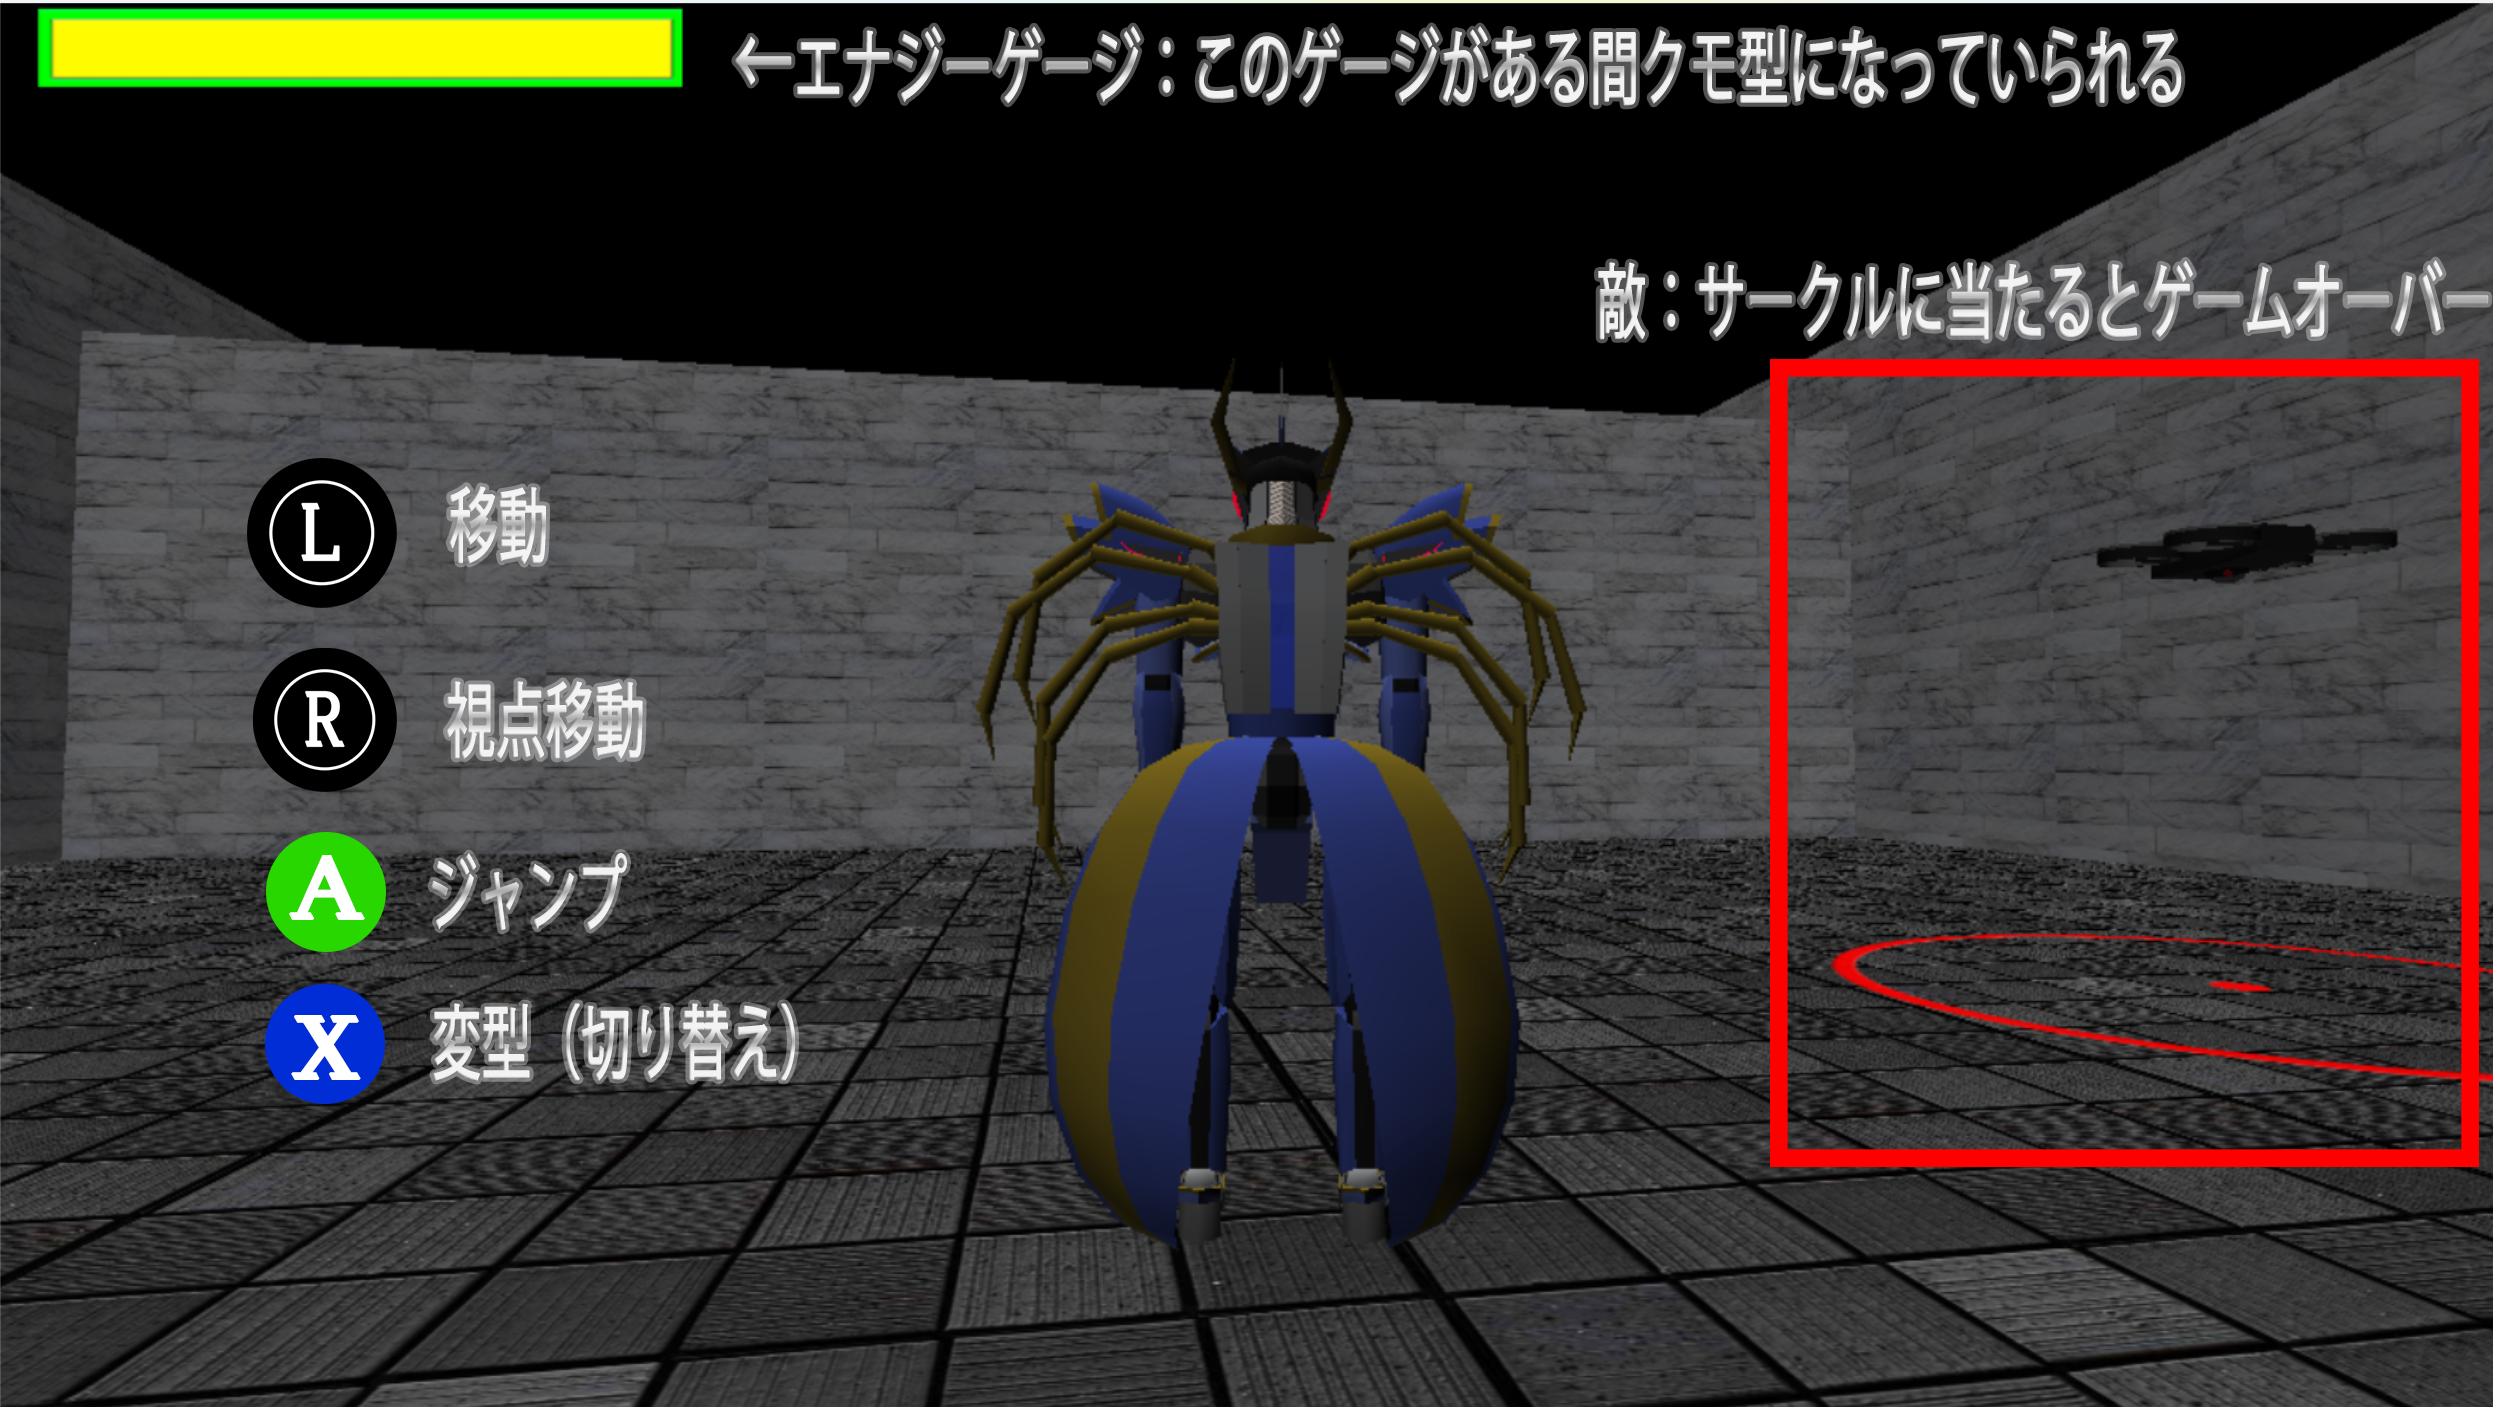 ←エナジーゲージ：このゲージがある間クモ型になっていられる
敵：サークルに当たるとゲームオーバー
L 移動
R 視点移動
A ジャンプ
X 変型（切り替え）